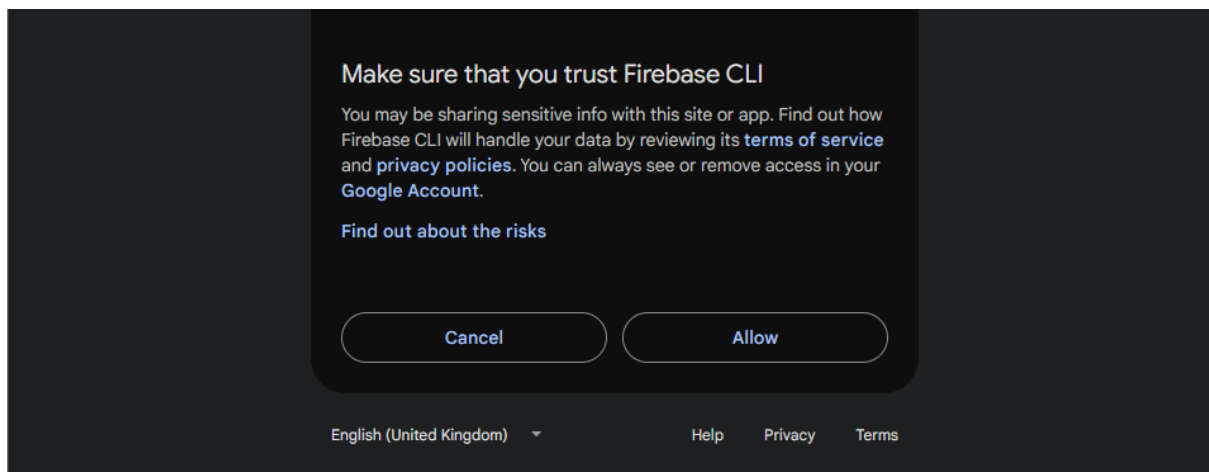 Make sure that you trust Firebase CLI
You may be sharing sensitive info with this site or app. Find out how
Firebase CLI will handle your data by reviewing its terms of service
and privacy policies. You can always see or remove access in your
Google Account.
Find out about the risks
Cancel Allow
English (United Kingdom) Help Privacy Terms